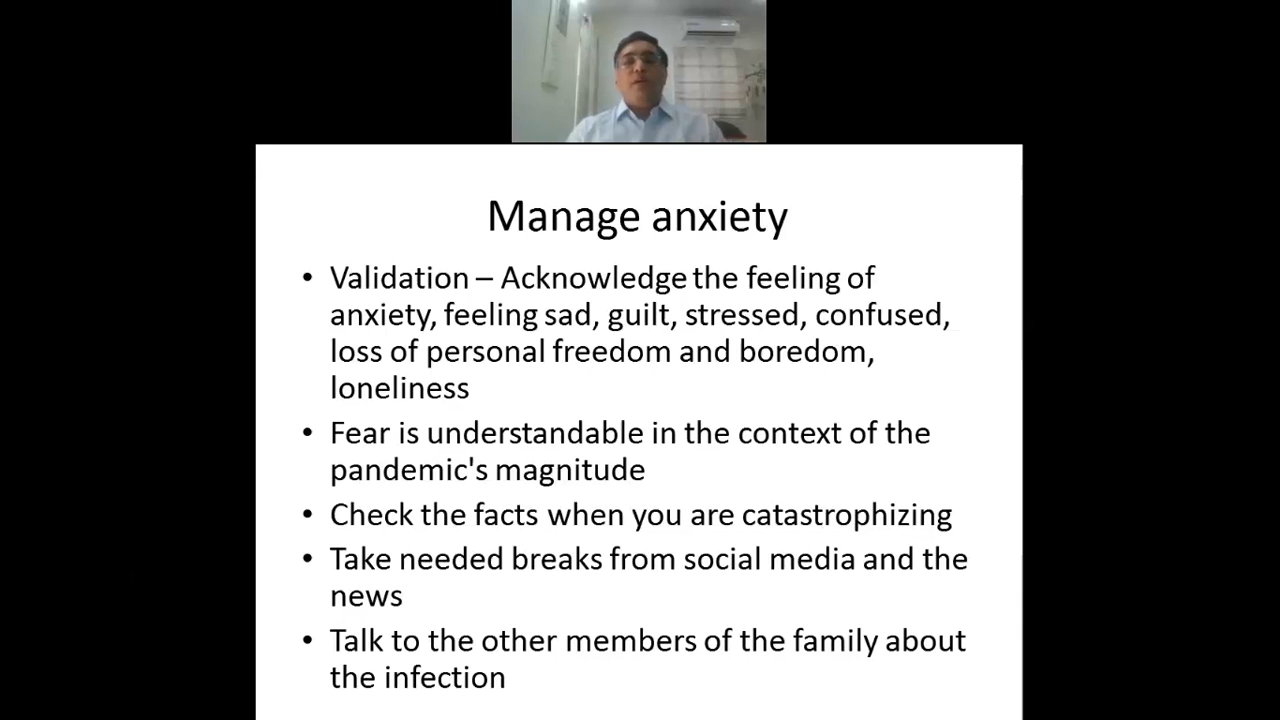 Manage anxiety
• Validation – Acknowledge the feeling of
anxiety, feeling sad, guilt, stressed, confused,
loss of personal freedom and boredom,
loneliness
• Fear is understandable in the context of the
pandemic's magnitude
• Check the facts when you are catastrophizing
• Take needed breaks from social media and the
news
• Talk to the other members of the family about
the infection